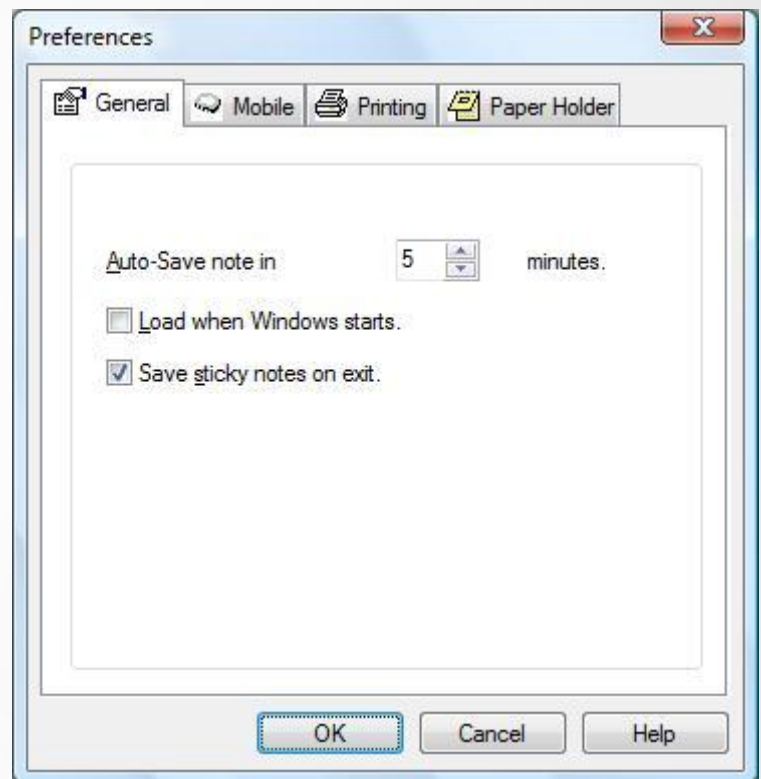 Preferences
General Mobile Printing Paper Holder
Auto-Save note in 5 minutes.
Load when Windows starts.
Save sticky notes on exit.
OK Cancel Help